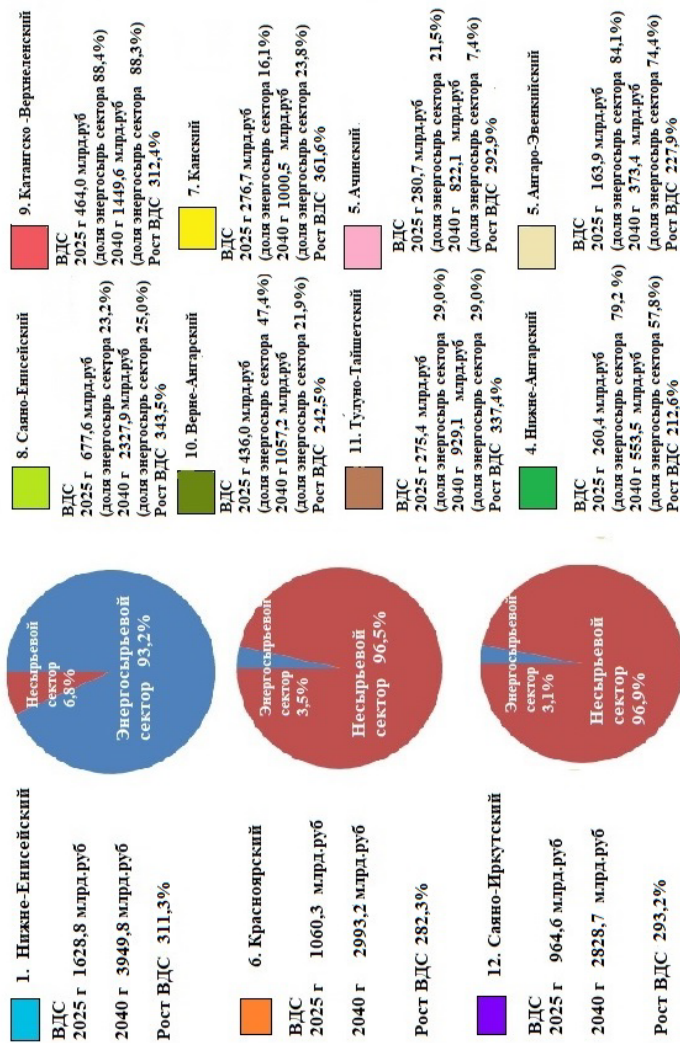 1. Нижне-Енисейский
ВДС
2025 г 1628,8 млрд.руб
2040 г 3949,8 млрд.руб
Рост ВДС 311,3%
Несырьевой
сектор
6,8%
Энергосырьевой
сектор 93,2%
6. Красноярский
ВДС
2025 г 1060,3 млрд.руб
2040 г 2993,2 млрд.руб
Рост ВДС 282,3%
Энергосырьевой
сектор
3,5%
Несырьевой
сектор 96,5%
12. Саяно-Иркутский
ВДС
2025 г 964,6 млрд.руб
2040 г 2828,7 млрд.руб
Рост ВДС 293,2%
Энергосырьевой
сектор
3,1%
Несырьевой
сектор
96,9%
8. Саяно-Енисейский
ВДС
2025 г 677,6 млрд.руб
(доля энергосырь сектора 23,2%)
2040 г 2327,9 млрд.руб
(доля энергосырь сектора 25,0%)
Рост ВДС 343,5%
9. Катангско -Верхнеленский
ВДС
2025 г 464,0 млрд.руб
(доля энергосырь сектора 88,4%)
2040 г 1449,6 млрд.руб
(доля энергосырь сектора 88,3%)
Рост ВДС 312,4%
10. Верне-Ангарский
ВДС
2025 г 436,0 млрд.руб
(доля энергосырь сектора 47,4%)
2040 г 1057,2 млрд.руб
(доля энергосырь сектора 21,9%)
Рост ВДС 242,5%
7. Канский
ВДС
2025 г 276,7 млрд.руб
(доля энергосырь сектора 16,1%)
2040 г 1000,5 млрд.руб
(доля энергосырь сектора 23,8%)
Рост ВДС 361,6%
11. Тулуно-Тайшетский
ВДС
2025 г 275,4 млрд.руб
(доля энергосырь сектора 29,0%)
2040 г 929,1 млрд.руб
(доля энергосырь сектора 29,0%)
Рост ВДС 337,4%
5. Ачинский
ВДС
2025 г 280,7 млрд.руб
(доля энергосырь сектора 21,5%)
2040 г 822,1 млрд.руб
(доля энергосырь сектора 7,4%)
Рост ВДС 292,9%
4. Нижне-Ангарский
ВДС
2025 г 260,4 млрд.руб
(доля энергосырь сектора 79,2 %)
2040 г 553,5 млрд.руб
(доля энергосырь сектора 57,8%)
Рост ВДС 212,6%
5. Ангаро-Эвенкийский
ВДС
2025 г 163,9 млрд.руб
(доля энергосырь сектора 84,1%)
2040 г 373,4 млрд.руб
(доля энергосырь сектора 74,4%)
Рост ВДС 227,9%